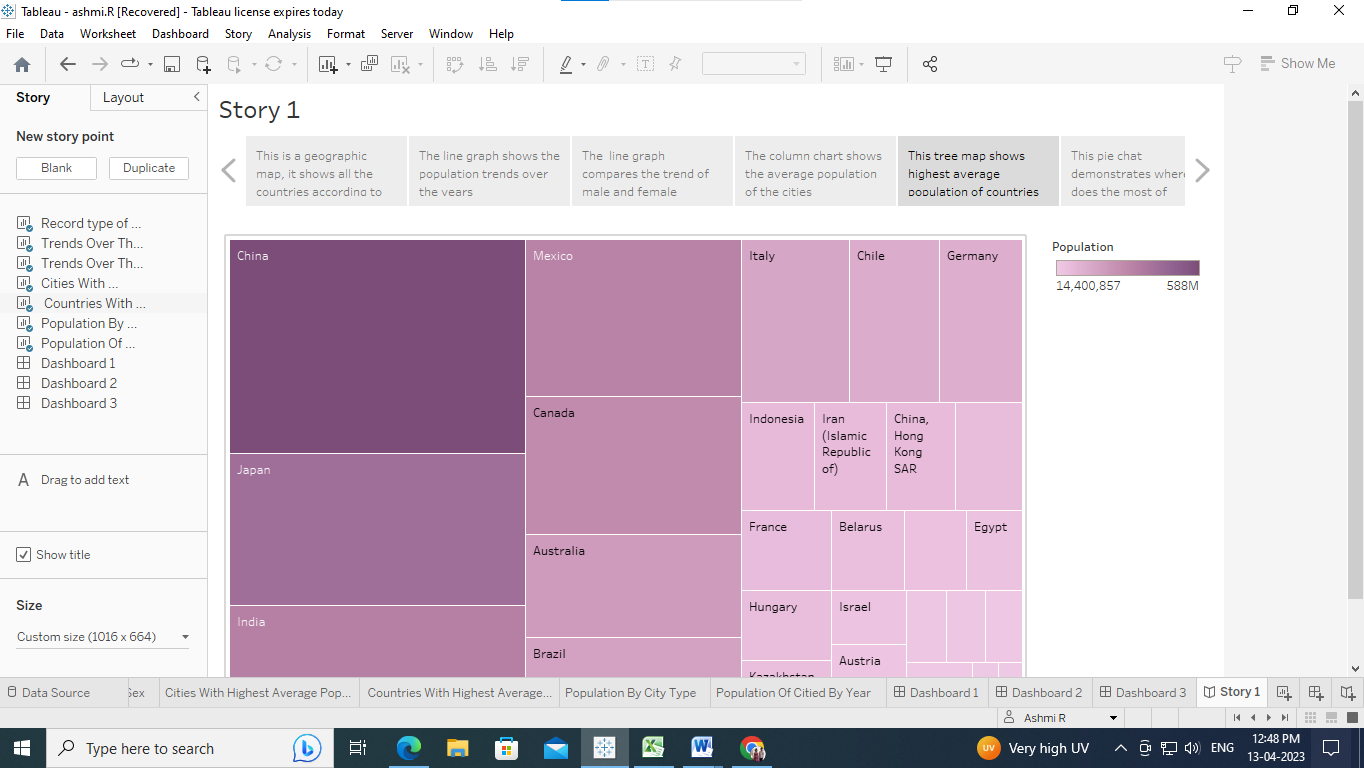 Tableau - ashmi.R [Recovered] - Tableau license expires today
File Data Worksheet Dashboard Story Analysis Format Server Window Help
Show Me
Story Layout
New story point
Blank Duplicate
Record type of ...
Trends Over Th...
Trends Over Th...
Cities With ...
Countries With ...
Population By ...
Population Of ...
Dashboard 1
Dashboard 2
Dashboard 3
A Drag to add text
Show title
Size
Custom size (1016 x 664)
Story 1
This is a geographic
map, it shows all the
countries according to
The line graph shows the
population trends over
the years
The line graph
compares the trend of
male and female
The column chart shows
the average population
of the cities
This tree map shows
highest average
population of countries
This pie chat
demonstrates where
does the most of
China
Japan
India
Mexico
Canada
Australia
Brazil
Italy
Chile
Germany
Indonesia
Iran
(Islamic
Republic
of)
China,
Hong
Kong
SAR
France
Belarus
Egypt
Hungary
Israel
Kazakhstan
Austria
Population
14,400,857 588M
Data Source Sex Cities With Highest Average Pop... Countries With Highest Average... Population By City Type Population Of Citied By Year Dashboard 1 Dashboard 2 Dashboard 3 Story 1
Ashmi R
Type here to search
UV Very high UV
ENG
12:48 PM
13-04-2023